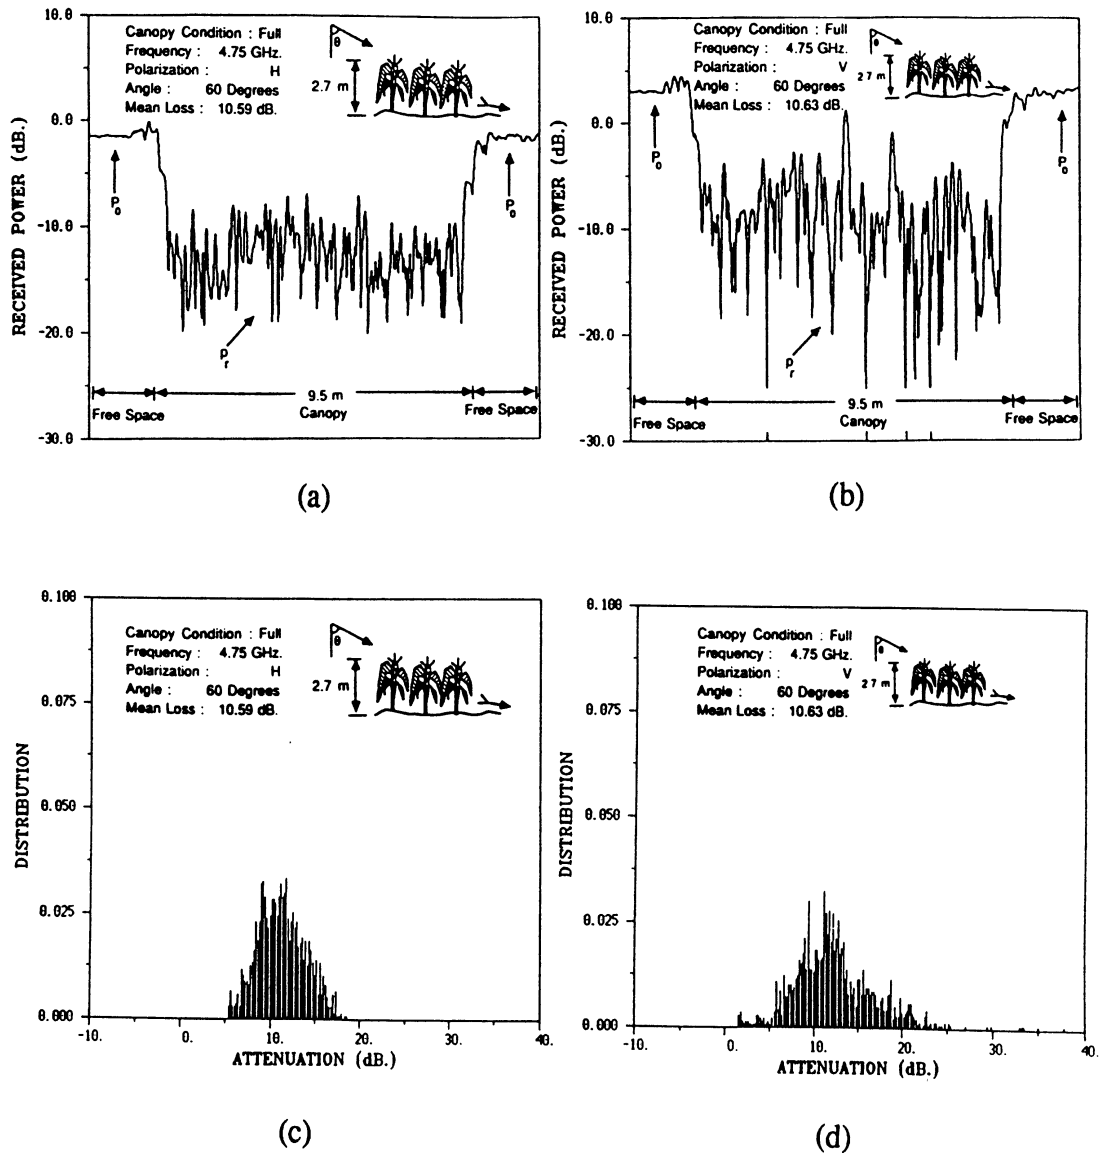 10.0
0.0
-10.0
-20.0
-30.0
RECEIVED POWER (dB.)
Canopy Condition : Full
Frequency : 4.75 GHz.
Polarization : H
Angle : 60 Degrees
Mean Loss : 10.59 dB.
θ
2.7 m
P₀
P₀
Pᵣ
9.5 m
Free Space
Canopy
Free Space
(a)
10.0
0.0
-10.0
-20.0
-30.0
RECEIVED POWER (dB.)
Canopy Condition : Full
Frequency : 4.75 GHz.
Polarization : V
Angle : 60 Degrees
Mean Loss : 10.63 dB.
θ
2 7 m
P₀
P₀
Pᵣ
9.5 m
Free Space
Canopy
Free Space
(b)
0.100
0.075
0.050
0.025
0.000
DISTRIBUTION
Canopy Condition : Full
Frequency : 4.75 GHz.
Polarization : H
Angle : 60 Degrees
Mean Loss : 10.59 dB.
θ
2.7 m
-10. 0. 10. 20. 30. 40.
ATTENUATION (dB.)
(c)
0.100
0.075
0.050
0.025
0.000
DISTRIBUTION
Canopy Condition : Full
Frequency : 4.75 GHz.
Polarization : V
Angle : 60 Degrees
Mean Loss : 10.63 dB.
θ
2 7 m
-10. 0. 10. 20. 30. 40.
ATTENUATION (dB.)
(d)